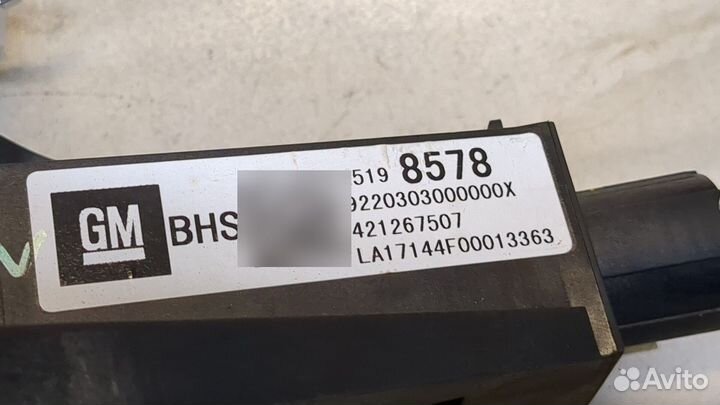 GM
BHS
519 8578
9220303000000X
421267507
LA17144F00013363
Avito